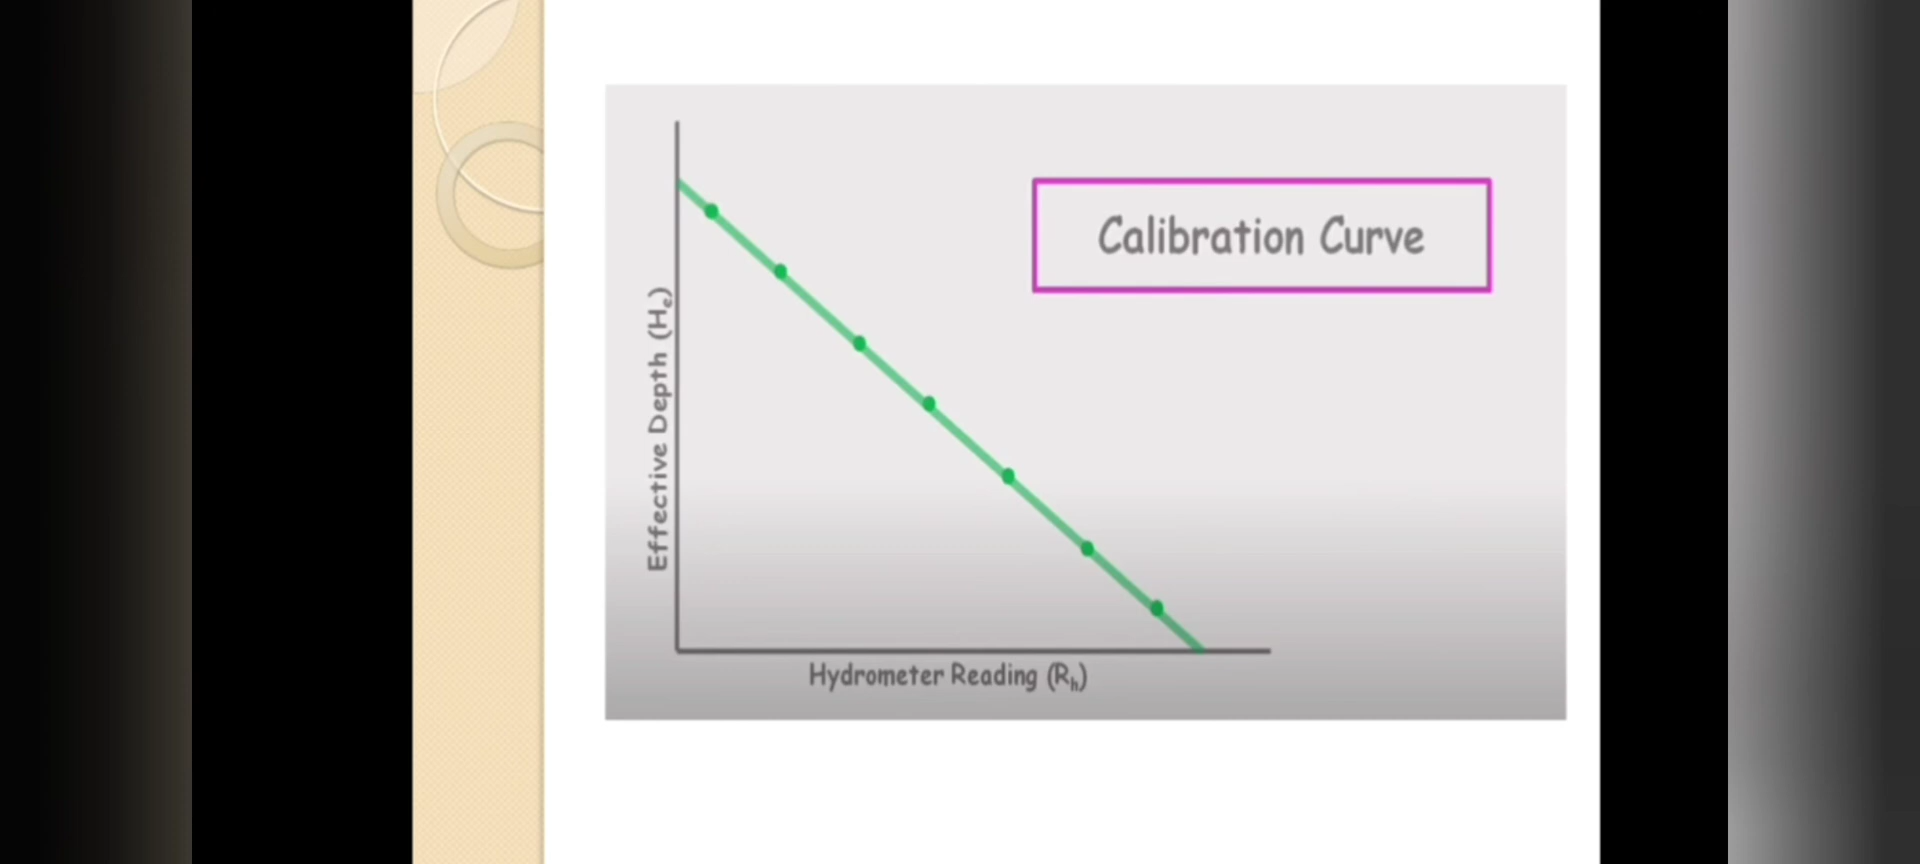 Calibration Curve
Effective Depth (He)
Hydrometer Reading (Rh)